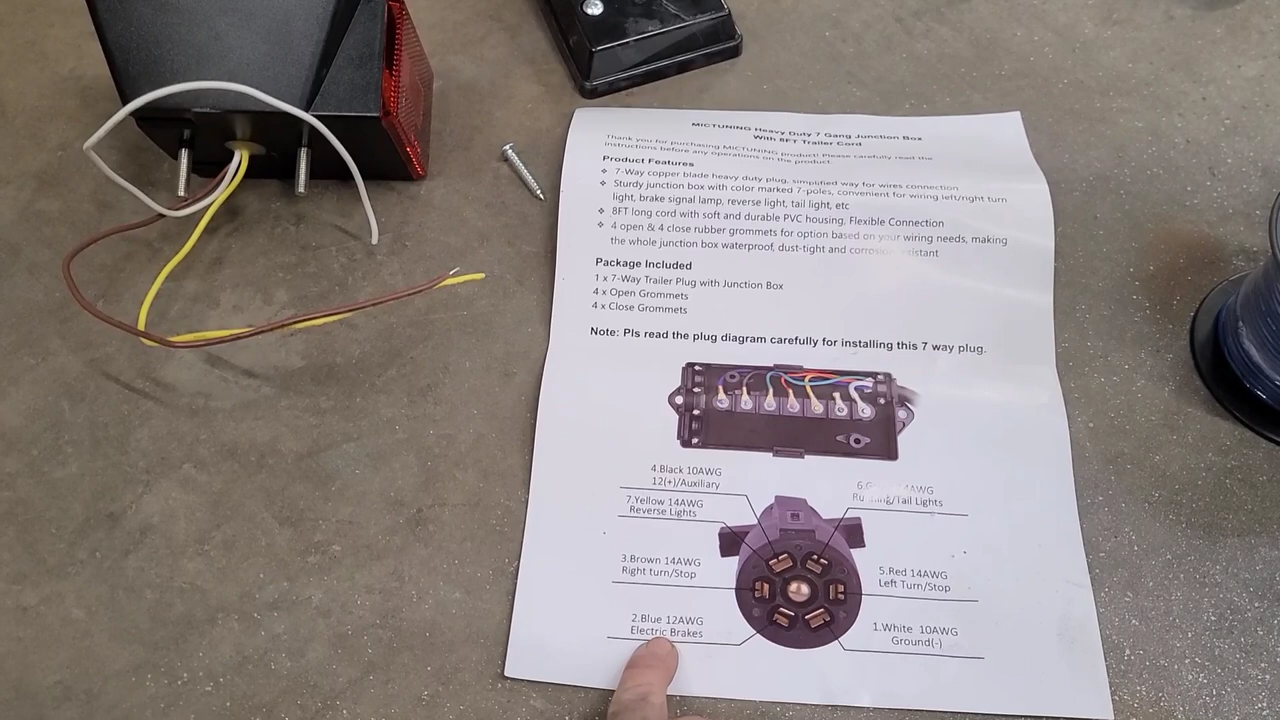 MICTUNING Heavy Duty 7 Gang Junction Box
With 8FT Trailer Cord
Thank you for purchasing MICTUNING product! Please carefully read the
instructions before any operations on the product.
Product Features
❖ 7-Way copper blade heavy duty plug, simplified way for wires connection
❖ Sturdy junction box with color marked 7-poles, convenient for wiring left/right turn
light, brake signal lamp, reverse light, tail light, etc
❖ 8FT long cord with soft and durable PVC housing. Flexible Connection
❖ 4 open & 4 close rubber grommets for option based on your wiring needs, making
the whole junction box waterproof, dust-tight and
Package Included
1 x 7-Way Trailer Plug with Junction Box
4 x Open Grommets
4 x Close Grommets
Note: Pls read the plug diagram carefully for installing this 7 way plug.
4.Black 10AWG
12(+)/Auxiliary
7.Yellow 14AWG
Reverse Lights
3.Brown 14AWG
Right turn/Stop
2.Blue 12AWG
Electric Brakes
Lights
5.Red 14AWG
Left Turn/Stop
1.White 10AWG
Ground(-)